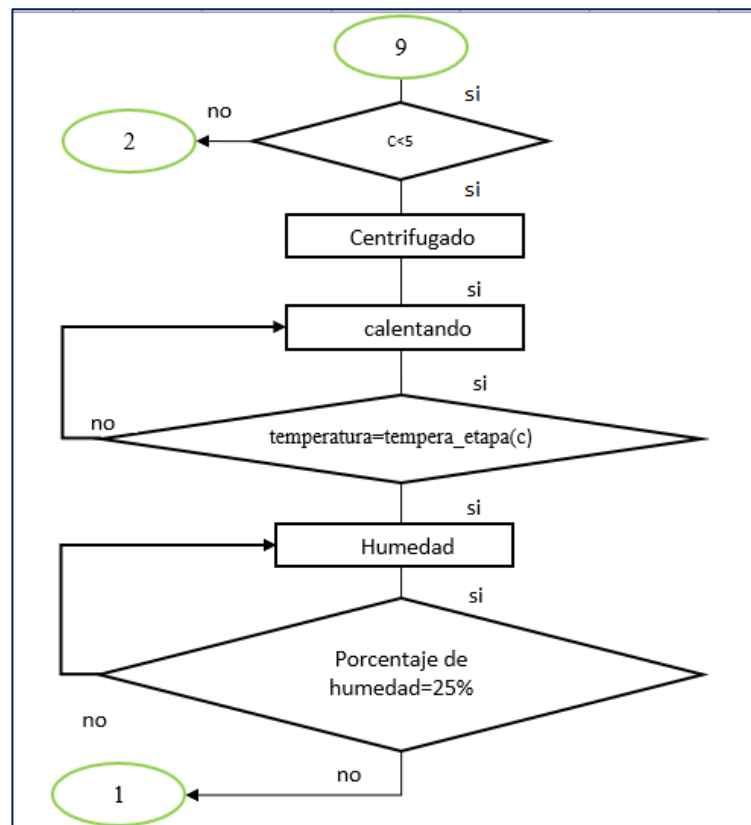 9
si
no
2
C<5
si
Centrifugado
si
calentando
si
no
temperatura=tempera_etapa(c)
si
Humedad
si
Porcentaje de
humedad=25%
no
no
1